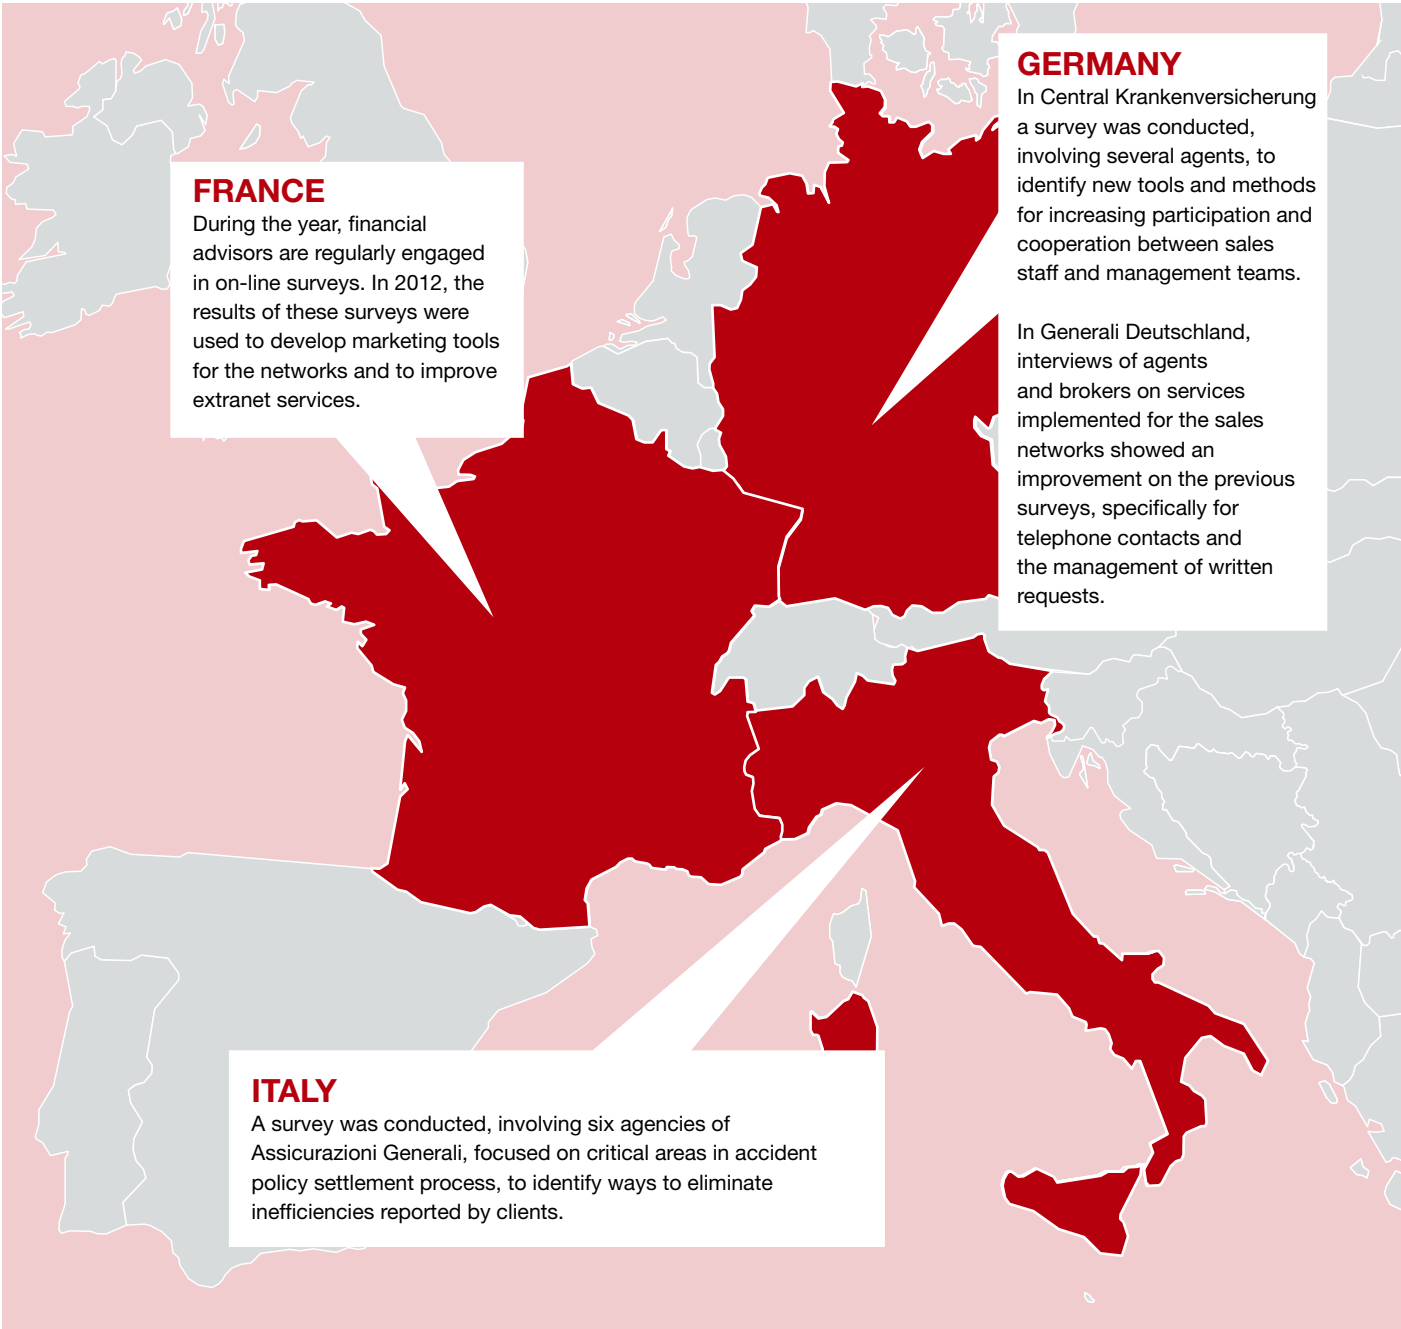 FRANCE
During the year, financial
advisors are regularly engaged
in on-line surveys. In 2012, the
results of these surveys were
used to develop marketing tools
for the networks and to improve
extranet services.
GERMANY
In Central Krankenversicherung
a survey was conducted,
involving several agents, to
identify new tools and methods
for increasing participation and
cooperation between sales
staff and management teams.
In Generali Deutschland,
interviews of agents
and brokers on services
implemented for the sales
networks showed an
improvement on the previous
surveys, specifically for
telephone contacts and
the management of written
requests.
ITALY
A survey was conducted, involving six agencies of
Assicurazioni Generali, focused on critical areas in accident
policy settlement process, to identify ways to eliminate
inefficiencies reported by clients.